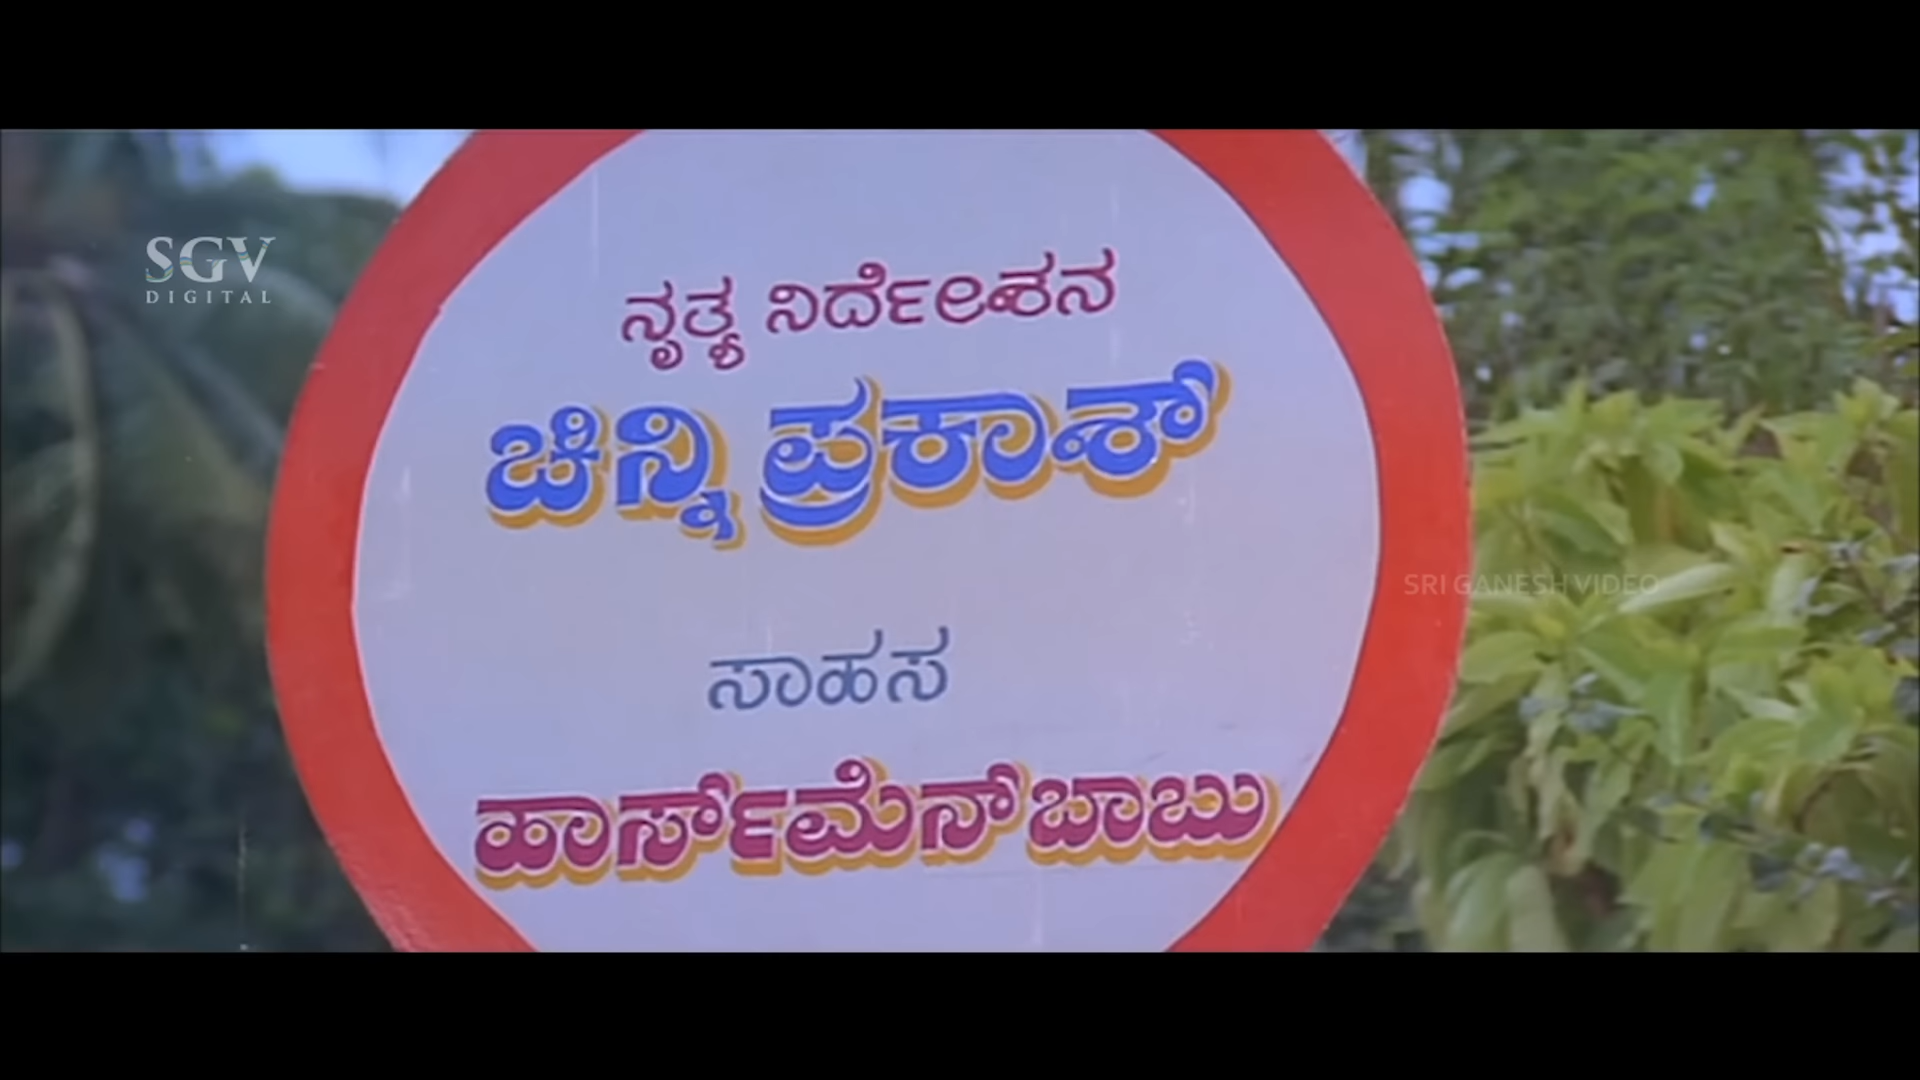 SGV
DIGITAL
ನೃತ್ಯ ನಿರ್ದೇಶನ
ಚಿನ್ನಿ ಪ್ರಕಾಶ್
SRI GANESH VIDEO
ಸಾಹಸ
ಹಾರ್ಸ್‌ಮೆನ್ ಬಾಬು